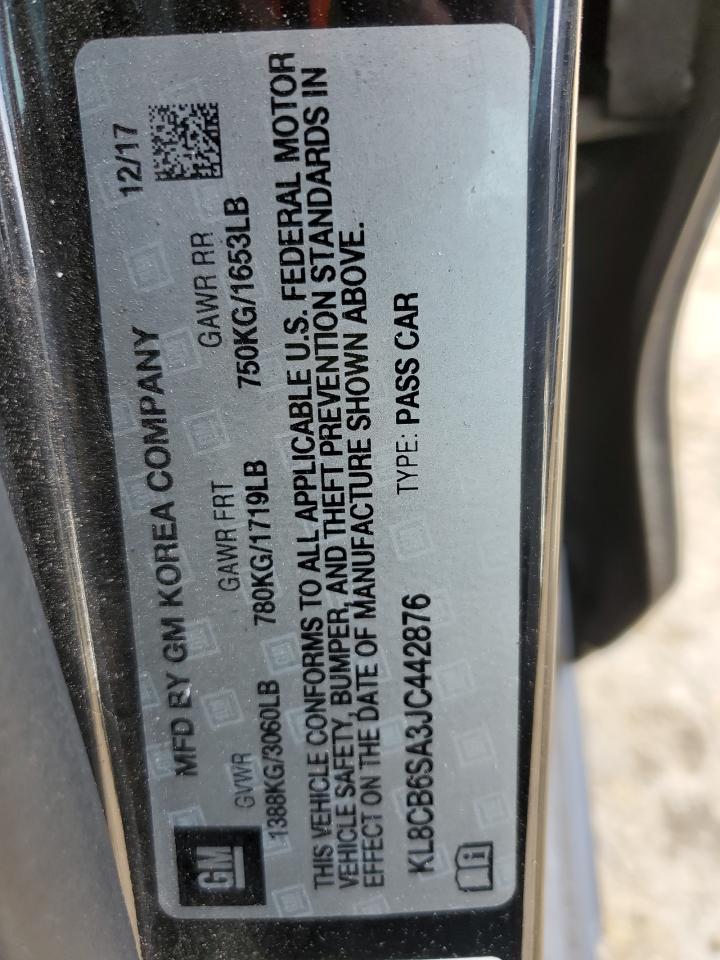 GM
MFD BY GM KOREA COMPANY 12/17
GVWR GAWR FRT GAWR RR
1388KG/3060LB 780KG/1719LB 750KG/1653LB
THIS VEHICLE CONFORMS TO ALL APPLICABLE U.S. FEDERAL MOTOR
VEHICLE SAFETY, BUMPER, AND THEFT PREVENTION STANDARDS IN
EFFECT ON THE DATE OF MANUFACTURE SHOWN ABOVE.
KL8CB6SA3JC442876 TYPE: PASS CAR